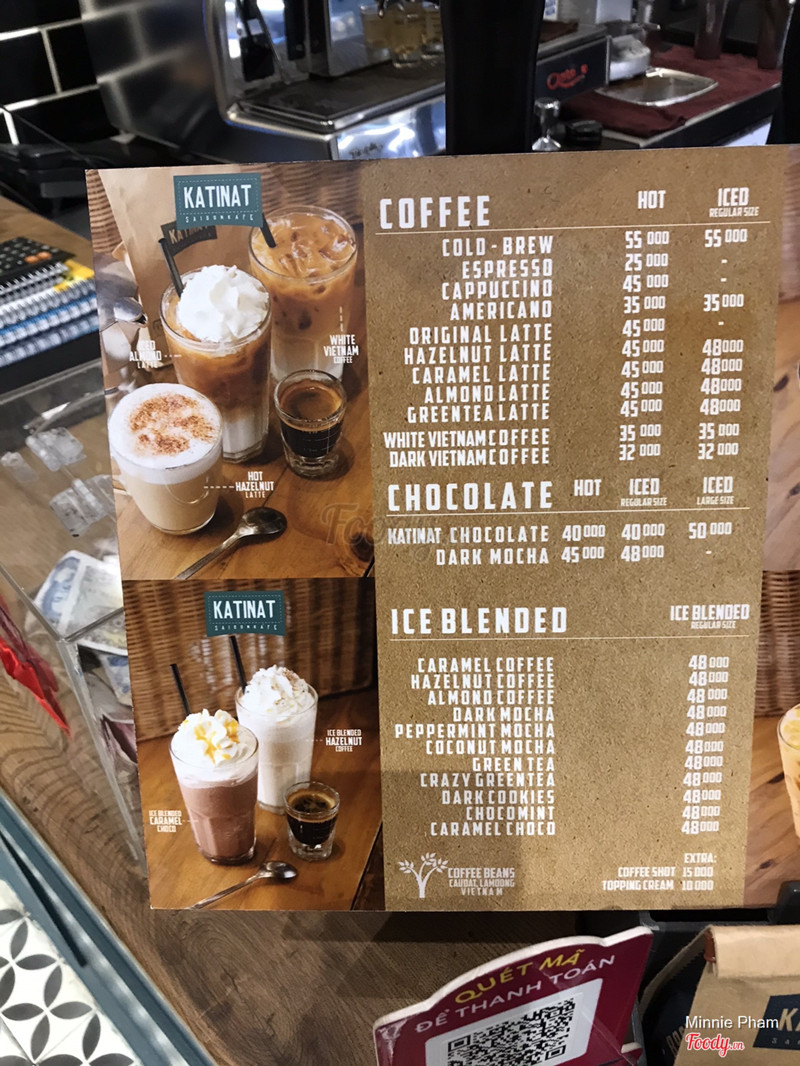 KATINAT
SAIGON KAFE
ICED
ALMOND
LATTE
WHITE
VIETNAM
COFFEE
HOT
HAZELNUT
LATTE
COFFEE HOT ICED
REGULAR SIZE
COLD - BREW 55 000 55 000
ESPRESSO 25 000 -
CAPPUCCINO 45 000 -
AMERICANO 35 000 35 000
ORIGINAL LATTE 45 000 -
HAZELNUT LATTE 45 000 48 000
CARAMEL LATTE 45 000 48 000
ALMOND LATTE 45 000 48 000
GREENTEA LATTE 45 000 48 000
WHITE VIETNAM COFFEE 35 000 35 000
DARK VIETNAM COFFEE 32 000 32 000
CHOCOLATE HOT ICED ICED
REGULAR SIZE LARGE SIZE
KATINAT CHOCOLATE 40 000 40 000 50 000
DARK MOCHA 45 000 48 000 -
KATINAT
SAIGON KAFE
ICE BLENDED
HAZELNUT
COFFEE
ICE BLENDED
CARAMEL
CHOCO
ICE BLENDED ICE BLENDED
REGULAR SIZE
CARAMEL COFFEE 48 000
HAZELNUT COFFEE 48 000
ALMOND COFFEE 48 000
DARK MOCHA 48 000
PEPPERMINT MOCHA 48 000
COCONUT MOCHA 48 000
GREEN TEA 48 000
CRAZY GREENTEA 48 000
DARK COOKIES 48 000
CHOCOMINT 48 000
CARAMEL CHOCO 48 000
COFFEE BEANS
CAUDAT, LAMDONG
VIETNAM
EXTRA:
COFFEE SHOT 15 000
TOPPING CREAM 10 000
QUÉT MÃ
ĐỂ THANH TOÁN
Minnie Pham
Foody.vn